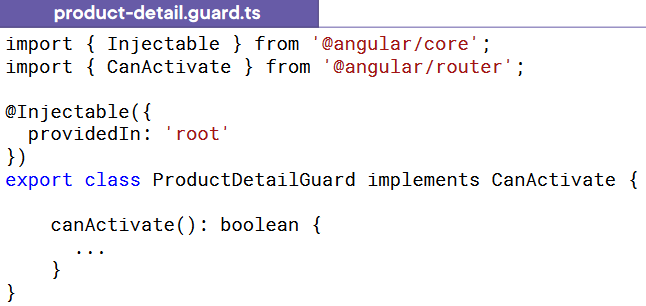 product-detail.guard.ts
import { Injectable } from '@angular/core';
import { CanActivate } from '@angular/router';
@Injectable({
  providedIn: 'root'
})
export class ProductDetailGuard implements CanActivate {
    canActivate(): boolean {
      ...
    }
}